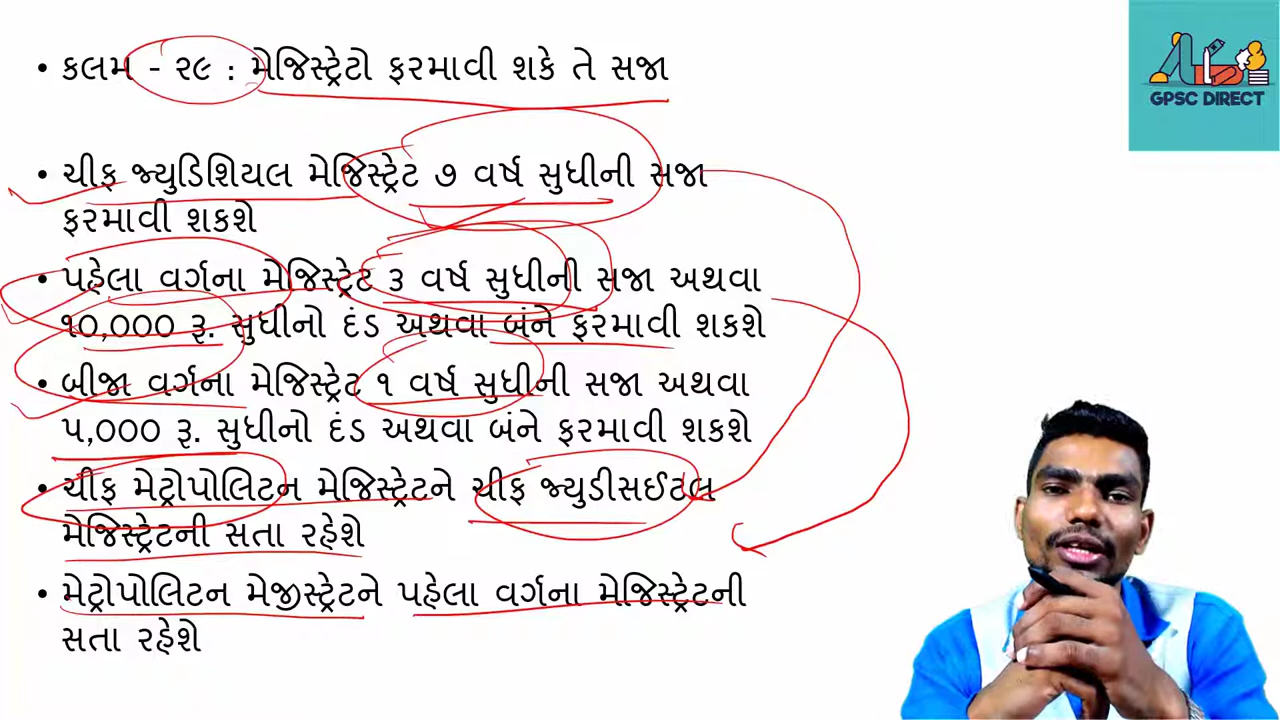 • કલમ - ૨૯ : મેજિસ્ટ્રેટો ફરમાવી શકે તે સજા
GPSC DIRECT
• ચીફ જ્યુડિશિયલ મેજિસ્ટ્રેટ ૭ વર્ષ સુધીની સજા
ફરમાવી શકશે
• પહેલા વર્ગના મેજિસ્ટ્રેટ ૩ વર્ષ સુધીની સજા અથવા
૧૦,૦૦૦ રૂ. સુધીનો દંડ અથવા બંને ફરમાવી શકશે
• બીજા વર્ગના મેજિસ્ટ્રેટ ૧ વર્ષ સુધીની સજા અથવા
૫,૦૦૦ રૂ. સુધીનો દંડ અથવા બંને ફરમાવી શકશે
• ચીફ મેટ્રોપોલિટન મેજિસ્ટ્રેટને ચીફ જ્યુડીસઈટલ
મેજિસ્ટ્રેટની સતા રહેશે
• મેટ્રોપોલિટન મેજીસ્ટ્રેટને પહેલા વર્ગના મેજિસ્ટ્રેટની
સતા રહેશે